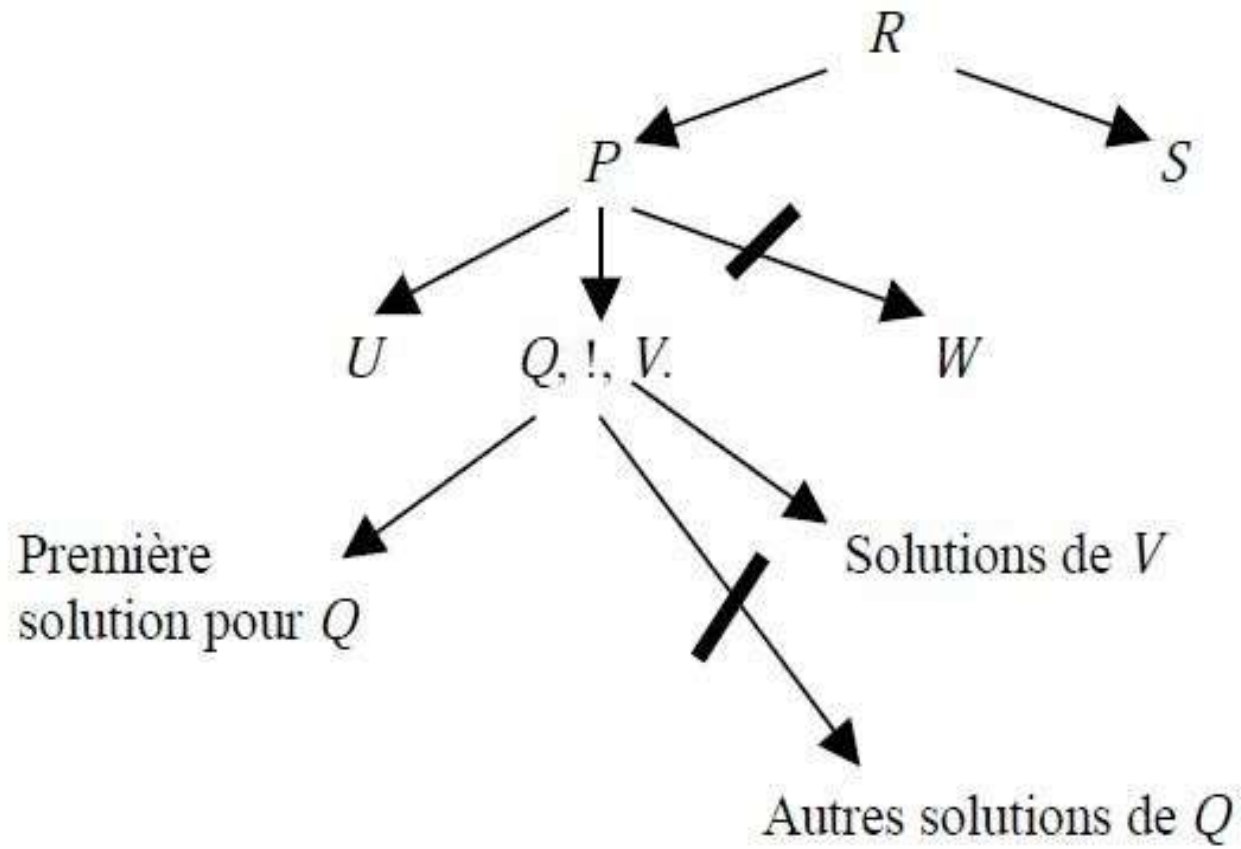 R
P
S
U
Q, !, V.
W
Première
solution pour Q
Solutions de V
Autres solutions de Q